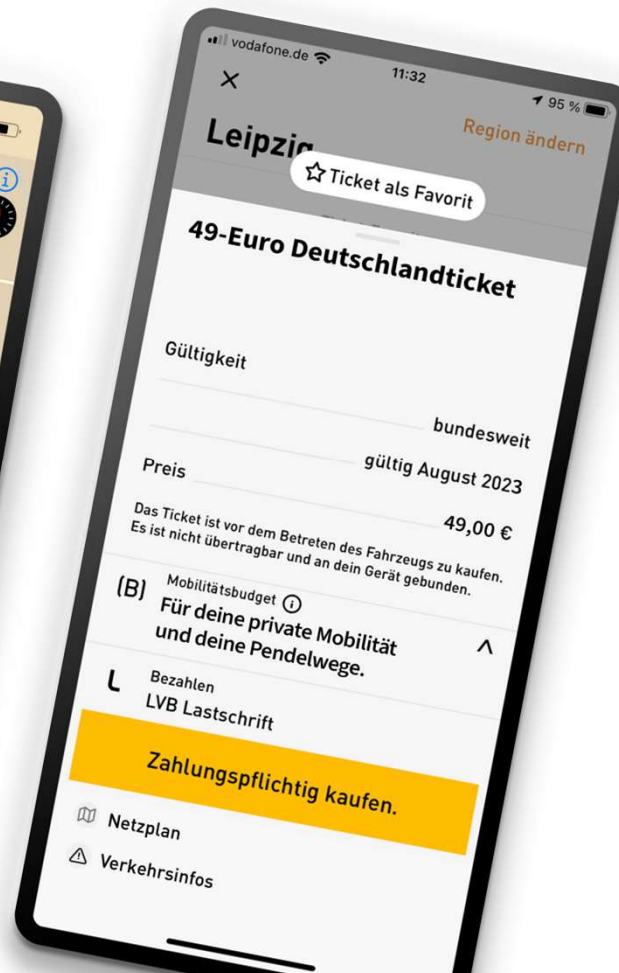 vodafone.de
11:32
95 %
Leipzig
Region ändern
Ticket als Favorit
49-Euro Deutschlandticket
Gültigkeit
bundesweit
gültig August 2023
Preis
49,00 €
Das Ticket ist vor dem Betreten des Fahrzeugs zu kaufen.
Es ist nicht übertragbar und an dein Gerät gebunden.
(B) Mobilitätsbudget
Für deine private Mobilität
und deine Pendelwege.
L Bezahlen
LVB Lastschrift
Zahlungspflichtig kaufen.
Netzplan
Verkehrsinfos